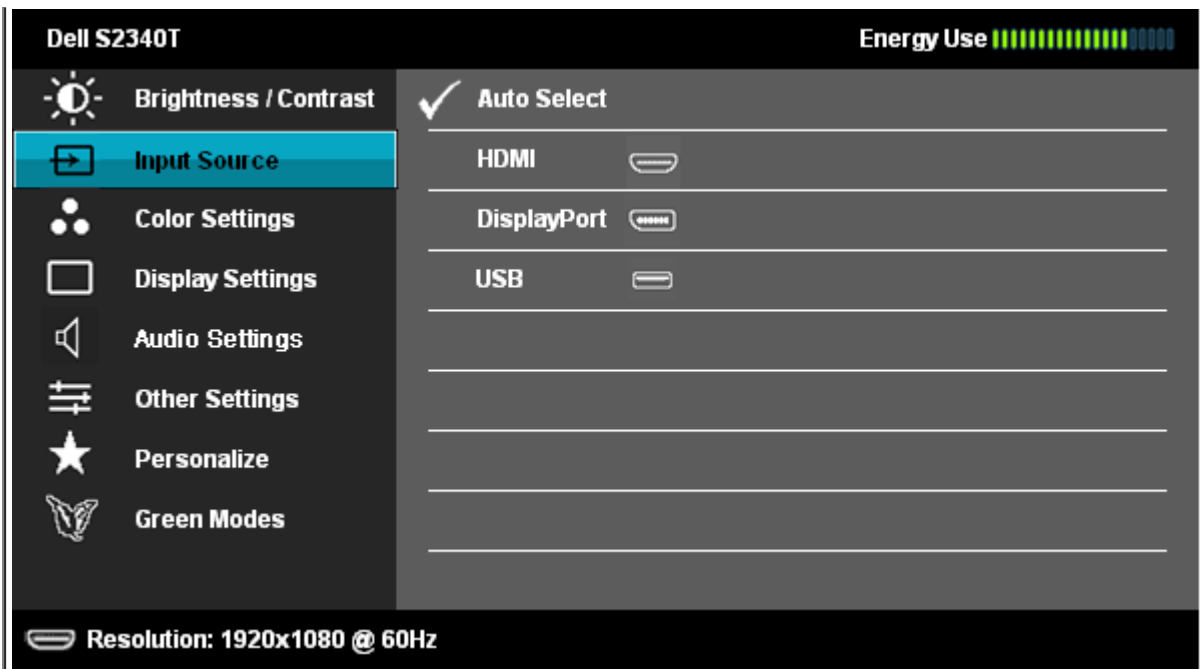 Dell S2340T Energy Use
Brightness / Contrast
Auto Select
Input Source
HDMI
Color Settings
DisplayPort
Display Settings
USB
Audio Settings
Other Settings
Personalize
Green Modes
Resolution: 1920x1080 @ 60Hz